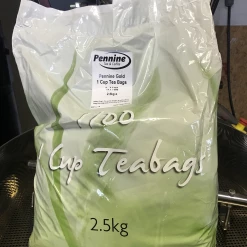 Pennine
Pennine Gold
1 Cup Tea Bags
1100
Cup Teabags
2.5kg